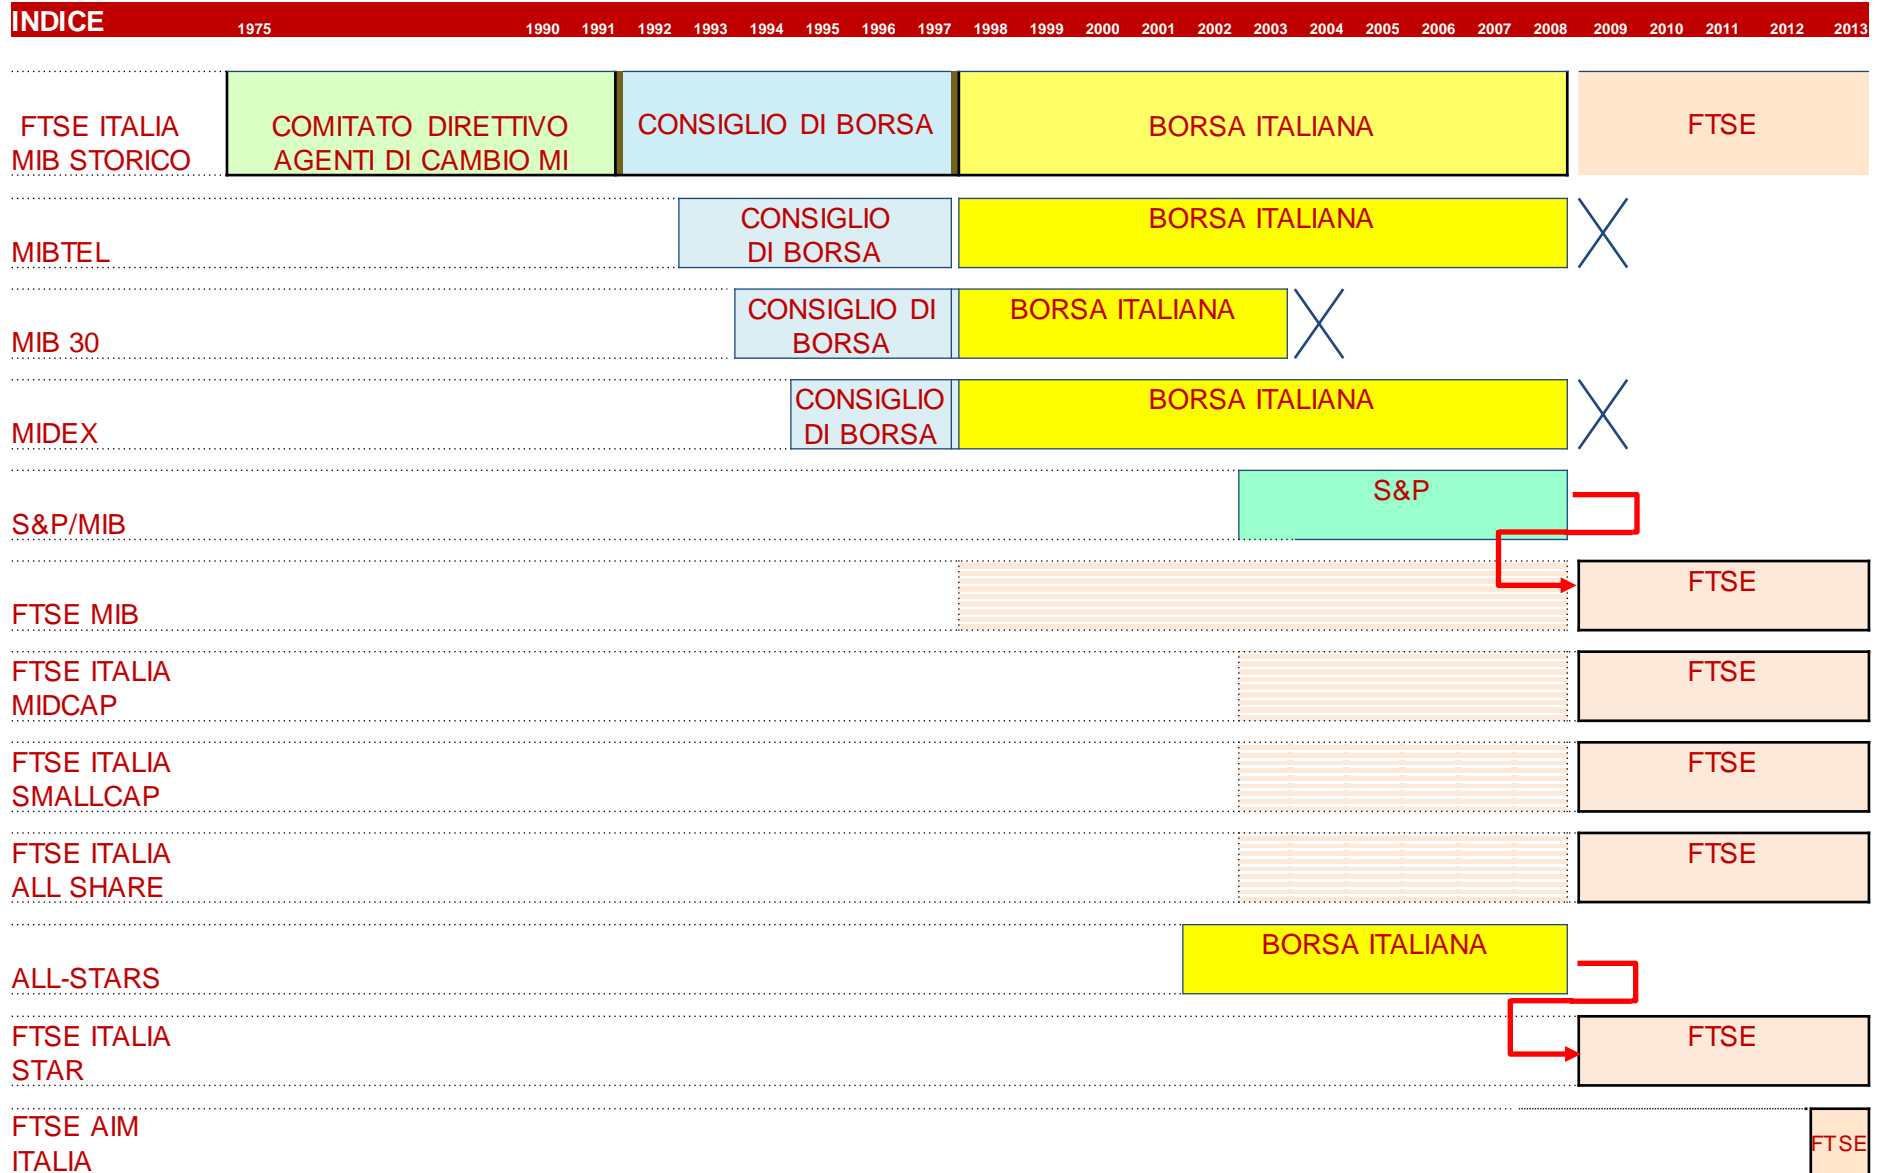 INDICE 1975 1990 1991 1992 1993 1994 1995 1996 1997 1998 1999 2000 2001 2002 2003 2004 2005 2006 2007 2008 2009 2010 2011 2012 2013
FTSE ITALIA
MIB STORICO
COMITATO DIRETTIVO
AGENTI DI CAMBIO MI
CONSIGLIO DI BORSA
BORSA ITALIANA
FTSE
MIBTEL
CONSIGLIO
DI BORSA
BORSA ITALIANA
MIB 30
CONSIGLIO DI
BORSA
BORSA ITALIANA
MIDEX
CONSIGLIO
DI BORSA
BORSA ITALIANA
S&P/MIB
S&P
FTSE MIB
FTSE
FTSE ITALIA
MIDCAP
FTSE
FTSE ITALIA
SMALLCAP
FTSE
FTSE ITALIA
ALL SHARE
FTSE
ALL-STARS
BORSA ITALIANA
FTSE ITALIA
STAR
FTSE
FTSE AIM
ITALIA
FTSE